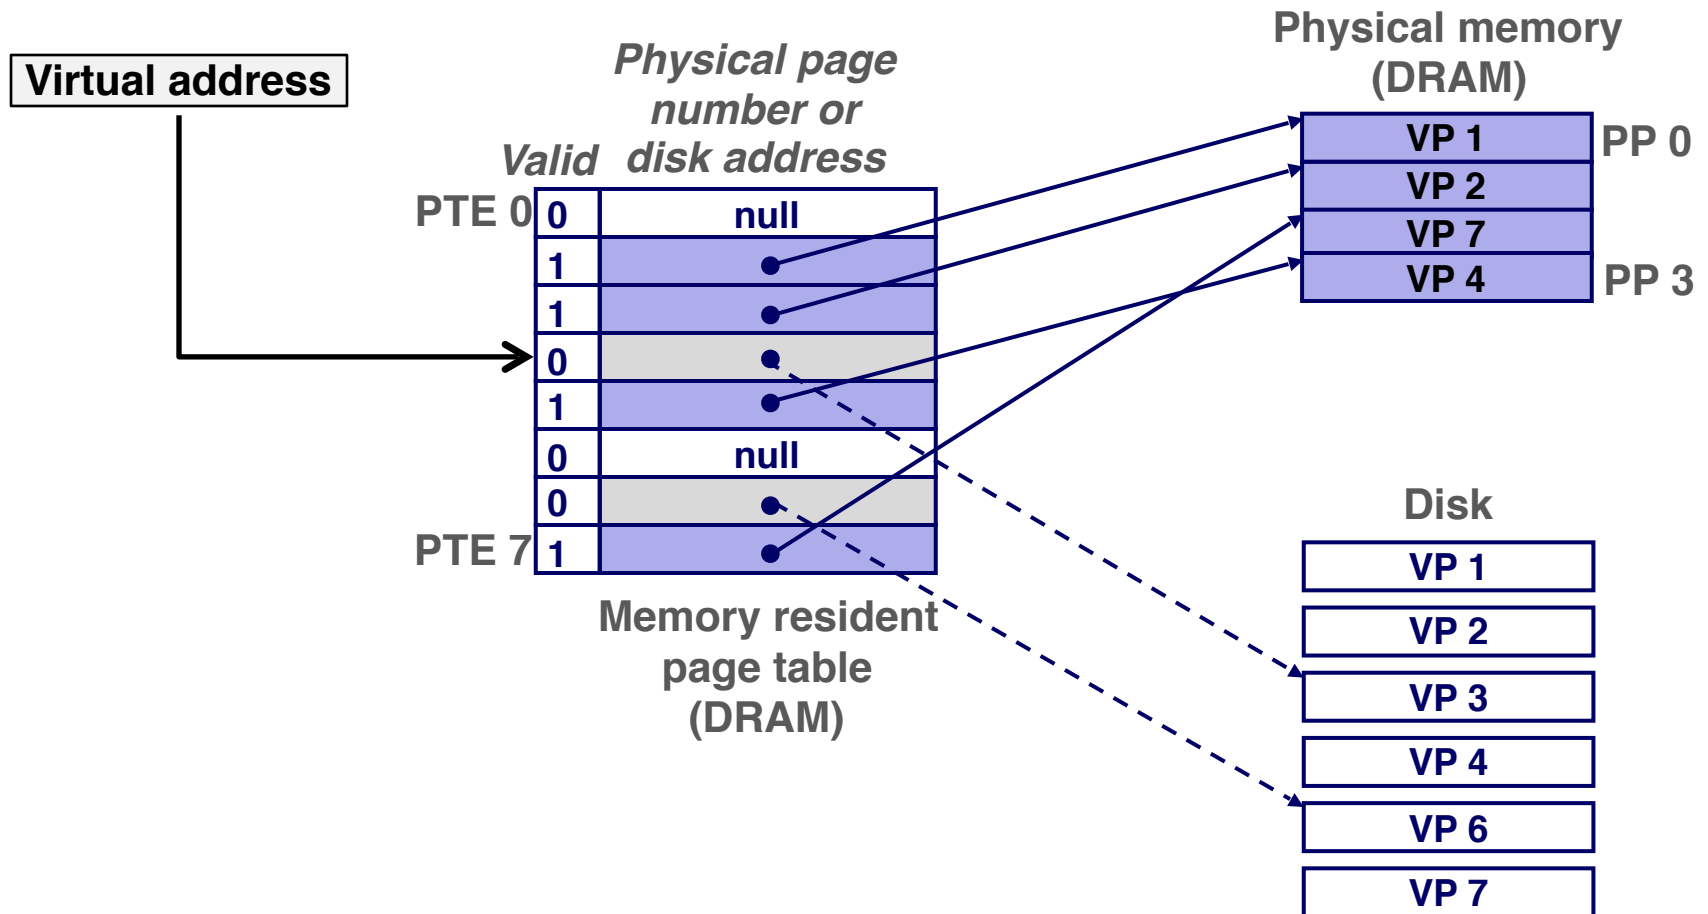 Virtual address
Physical page
number or
disk address
Valid
PTE 0
0
null
1
1
0
1
0
null
0
PTE 7
1
Memory resident
page table
(DRAM)
Physical memory
(DRAM)
VP 1
PP 0
VP 2
VP 7
VP 4
PP 3
Disk
VP 1
VP 2
VP 3
VP 4
VP 6
VP 7